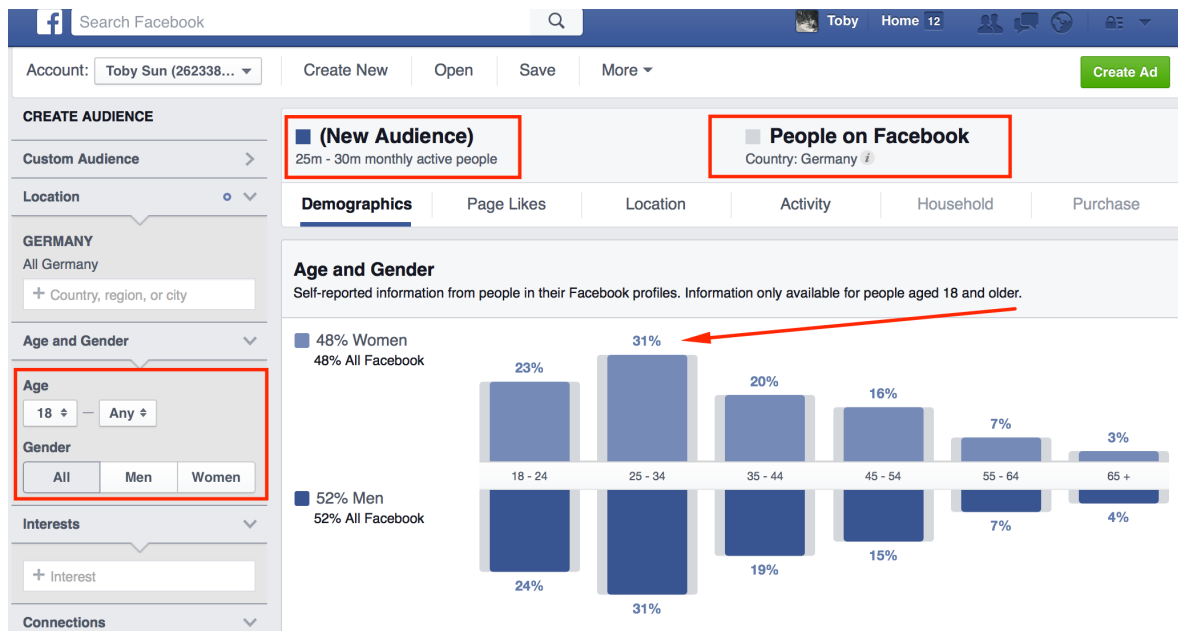 f Search Facebook Toby Home 12
Account: Toby Sun (262338... Create New Open Save More Create Ad
CREATE AUDIENCE
Custom Audience
Location
GERMANY
All Germany
+ Country, region, or city
Age and Gender
Age
18 — Any
Gender
All Men Women
Interests
+ Interest
Connections
(New Audience)
25m - 30m monthly active people
People on Facebook
Country: Germany i
Demographics Page Likes Location Activity Household Purchase
Age and Gender
Self-reported information from people in their Facebook profiles. Information only available for people aged 18 and older.
48% Women
48% All Facebook
23% 31% 20% 16% 7% 3%
18 - 24 25 - 34 35 - 44 45 - 54 55 - 64 65 +
52% Men
52% All Facebook
24% 31% 19% 15% 7% 4%